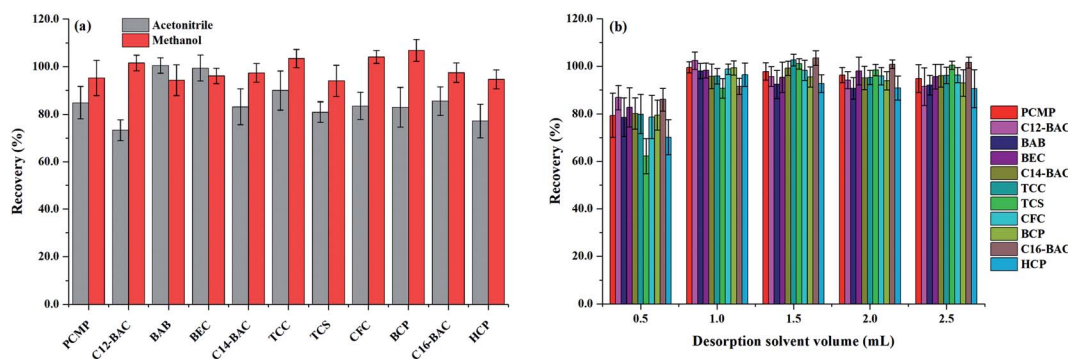 (a)
Acetonitrile
Methanol
Recovery (%)
120.0
100.0
80.0
60.0
40.0
20.0
0.0
PCMP
C12-BAC
BAB
BEC
C14-BAC
TCC
TCS
CFC
BCP
C16-BAC
HCP
(b)
Recovery (%)
120.0
100.0
80.0
60.0
40.0
20.0
0.0
0.5
1.0
1.5
2.0
2.5
Desorption solvent volume (mL)
PCMP
C12-BAC
BAB
BEC
C14-BAC
TCC
TCS
CFC
BCP
C16-BAC
HCP